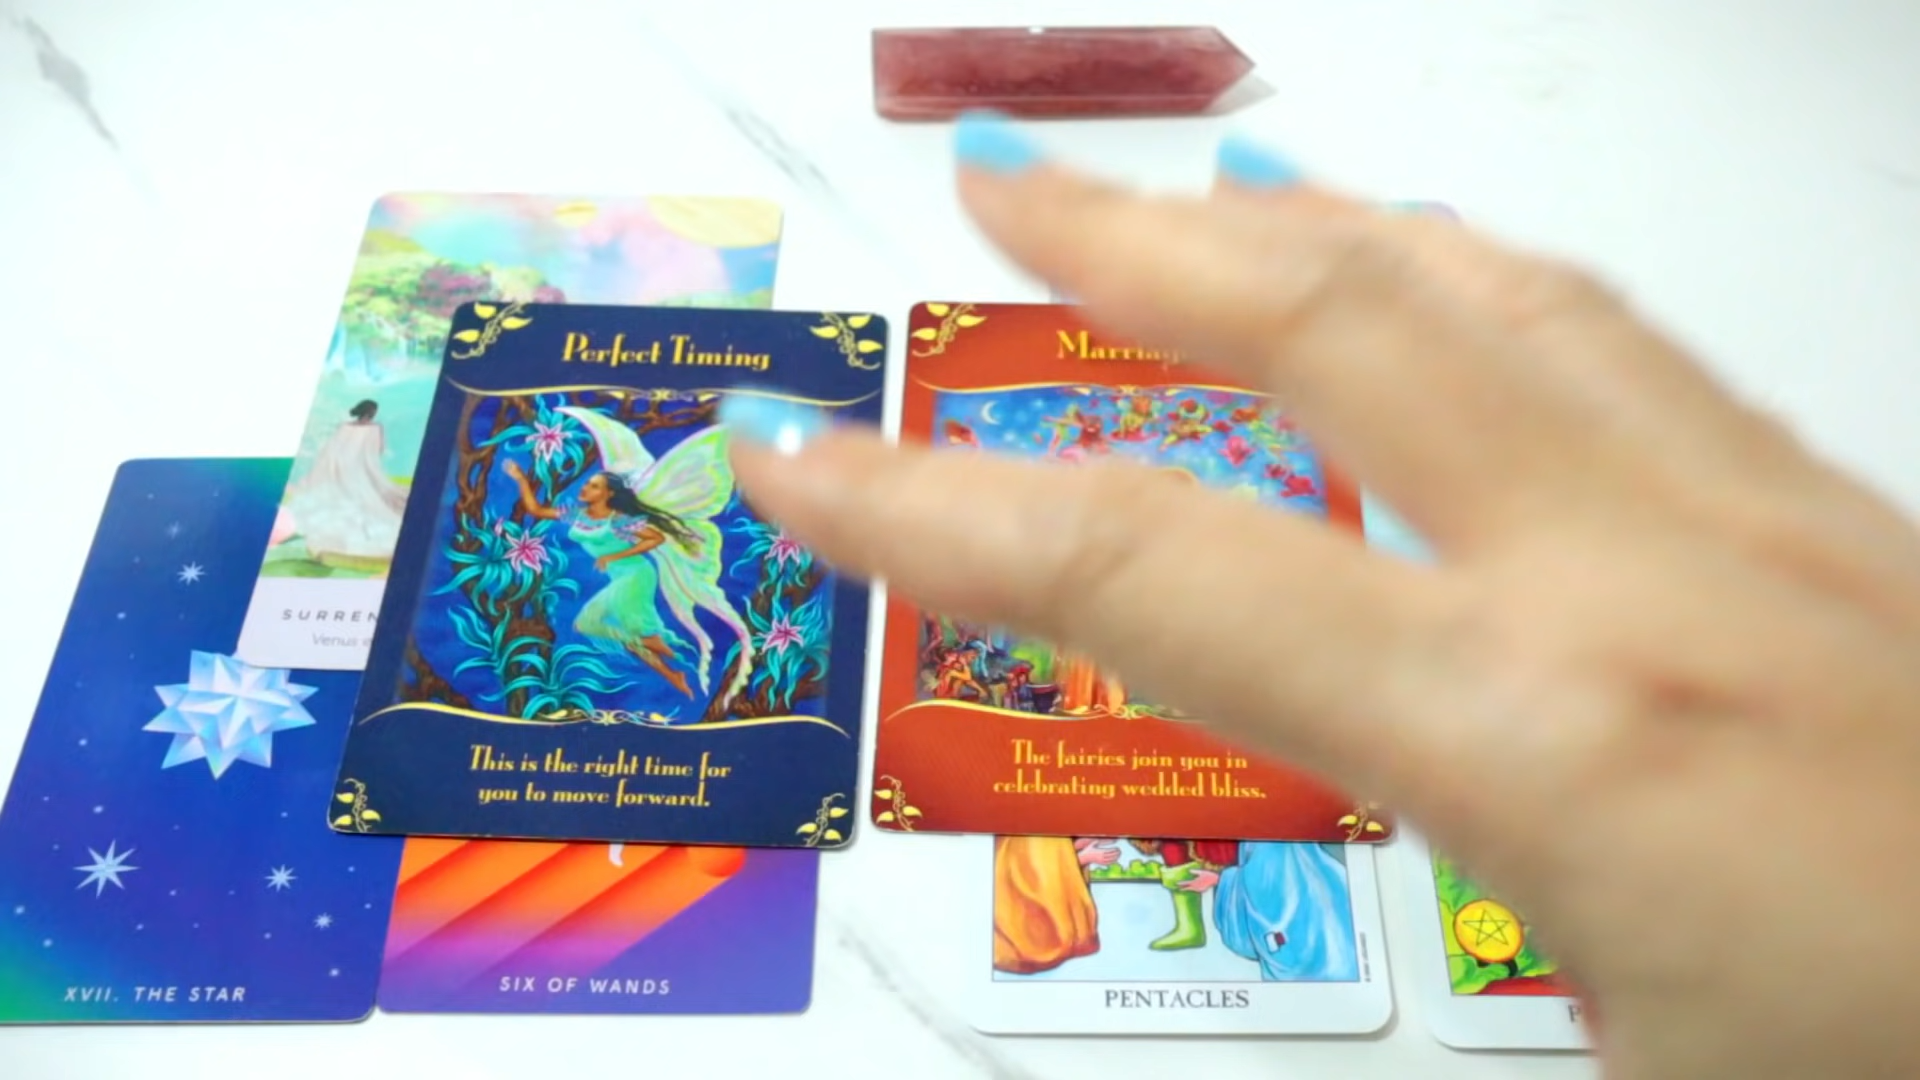 Perfect Timing
This is the right time for
you to move forward.
The fairies join you in
celebrating wedded bliss.
Venus
XVII. THE STAR
SIX OF WANDS
PENTACLES